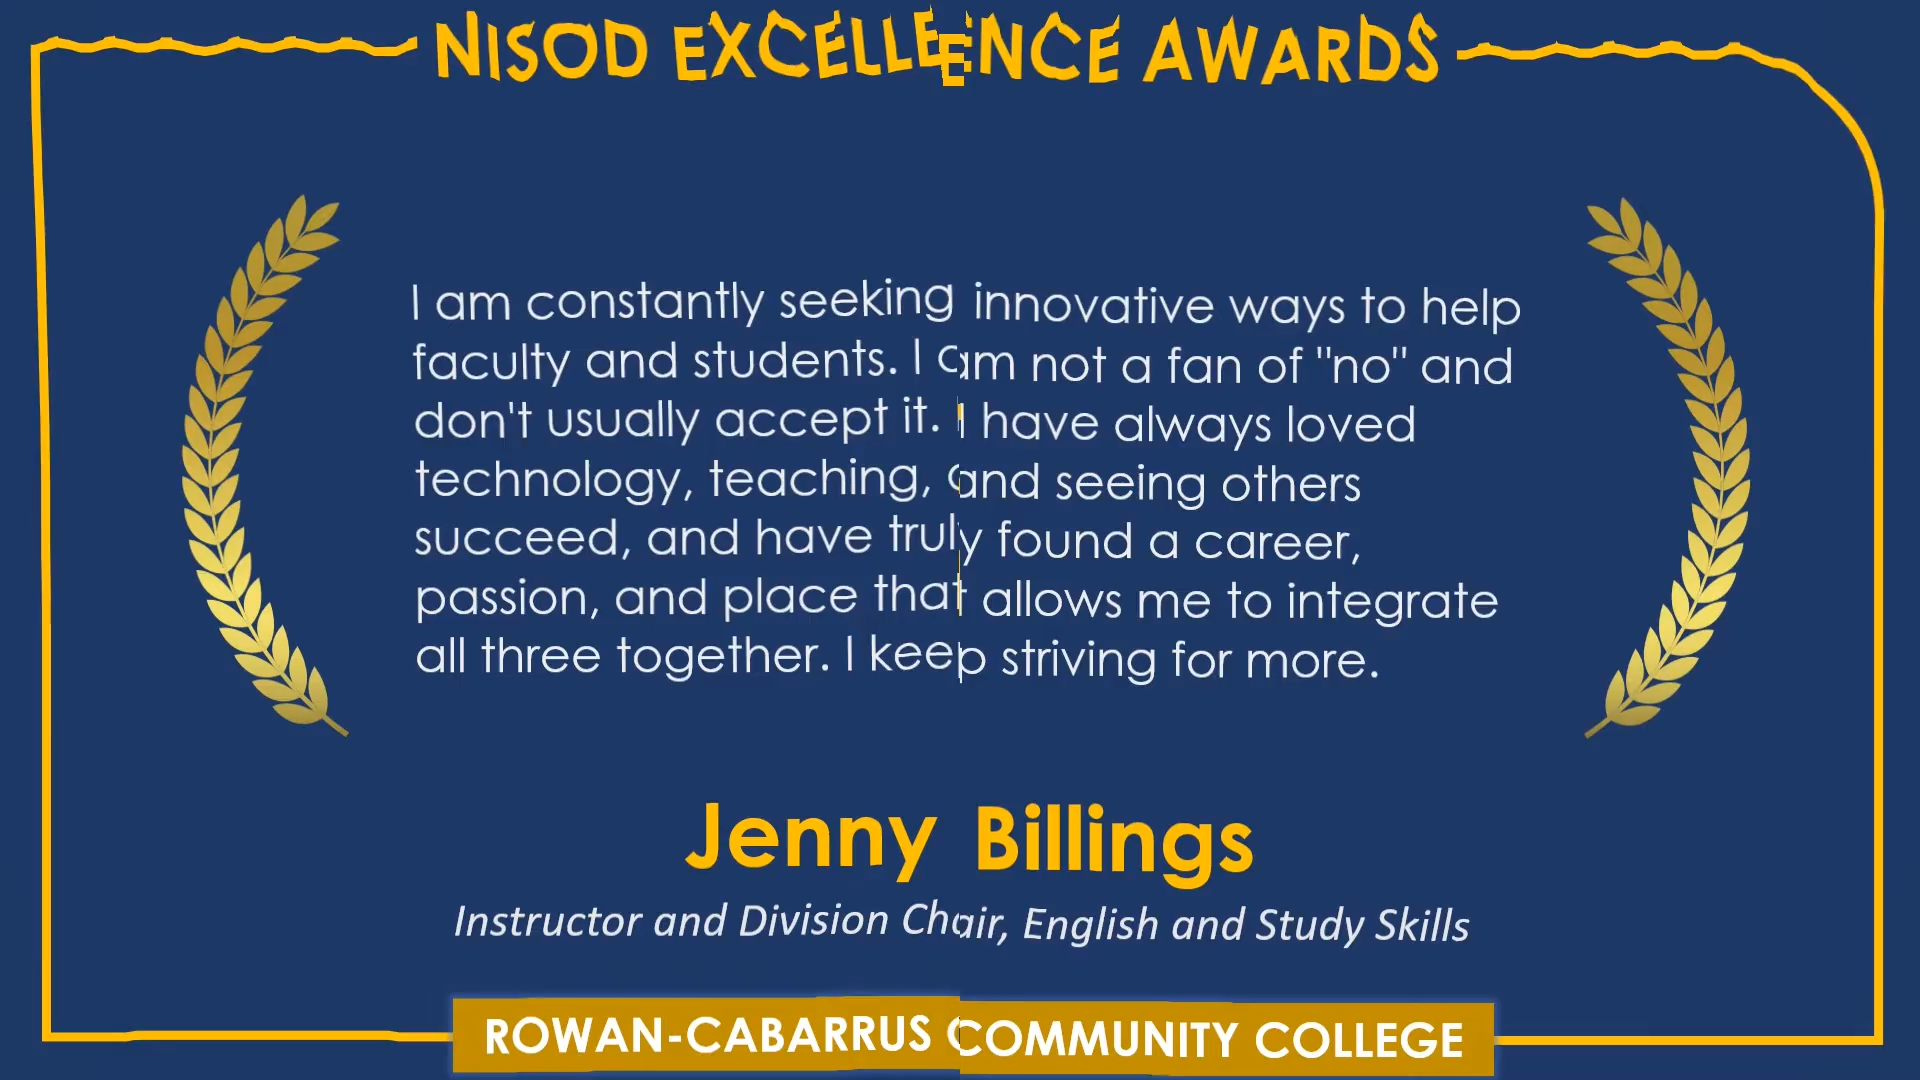 NISOD EXCELLENCE AWARDS
I am constantly seeking innovative ways to help
faculty and students. I am not a fan of "no" and
don't usually accept it. I have always loved
technology, teaching, and seeing others
succeed, and have truly found a career,
passion, and place that allows me to integrate
all three together. I keep striving for more.
Jenny Billings
Instructor and Division Chair, English and Study Skills
ROWAN-CABARRUS COMMUNITY COLLEGE